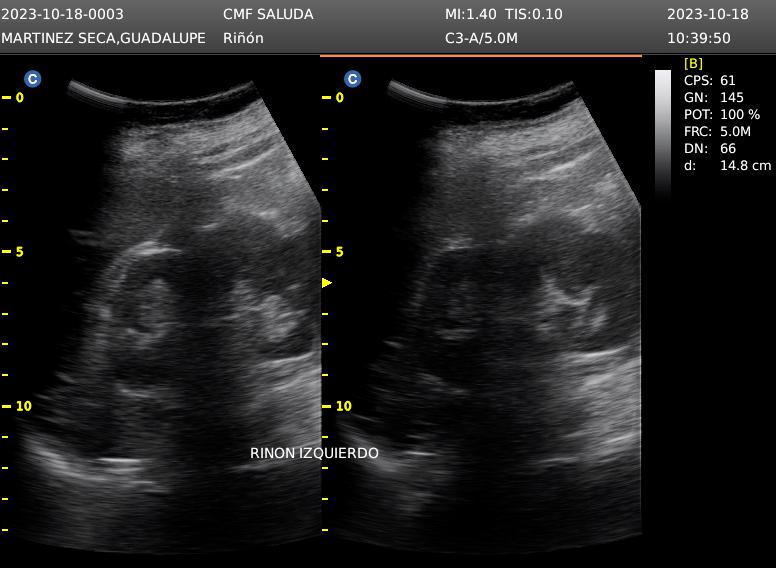 2023-10-18-0003 CMF SALUDA MI:1.40 TIS:0.10 2023-10-18
MARTINEZ SECA,GUADALUPE Riñón C3-A/5.0M 10:39:50
[B]
CPS: 61
GN: 145
POT: 100 %
FRC: 5.0M
DN: 66
d: 14.8 cm
C C
0 0
5 5
10 10
RINON IZQUIERDO